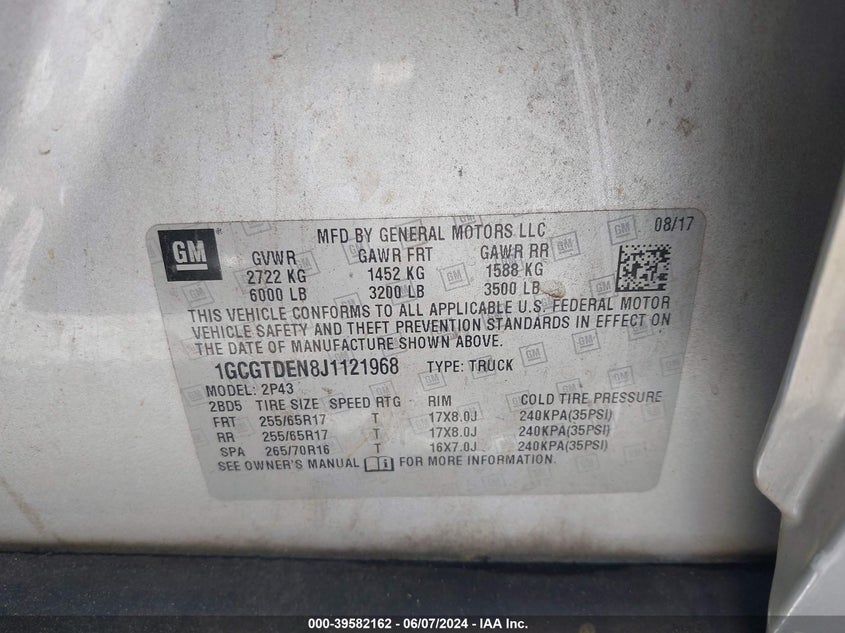 GM
MFD BY GENERAL MOTORS LLC 08/17
GVWR GAWR FRT GAWR RR
2722 KG 1452 KG 1588 KG
6000 LB 3200 LB 3500 LB
THIS VEHICLE CONFORMS TO ALL APPLICABLE U.S. FEDERAL MOTOR
VEHICLE SAFETY AND THEFT PREVENTION STANDARDS IN EFFECT ON
THE DATE OF MANUFACTURE SHOWN ABOVE.
1GCGTDEN8J1121968 TYPE: TRUCK
MODEL: 2P43
2BD5 TIRE SIZE SPEED RTG RIM COLD TIRE PRESSURE
FRT 255/65R17 T 17X8.0J 240KPA(35PSI)
RR 255/65R17 T 17X8.0J 240KPA(35PSI)
SPA 265/70R16 T 16X7.0J 240KPA(35PSI)
SEE OWNER'S MANUAL FOR MORE INFORMATION.
000-39582162 - 06/07/2024 - IAA Inc.